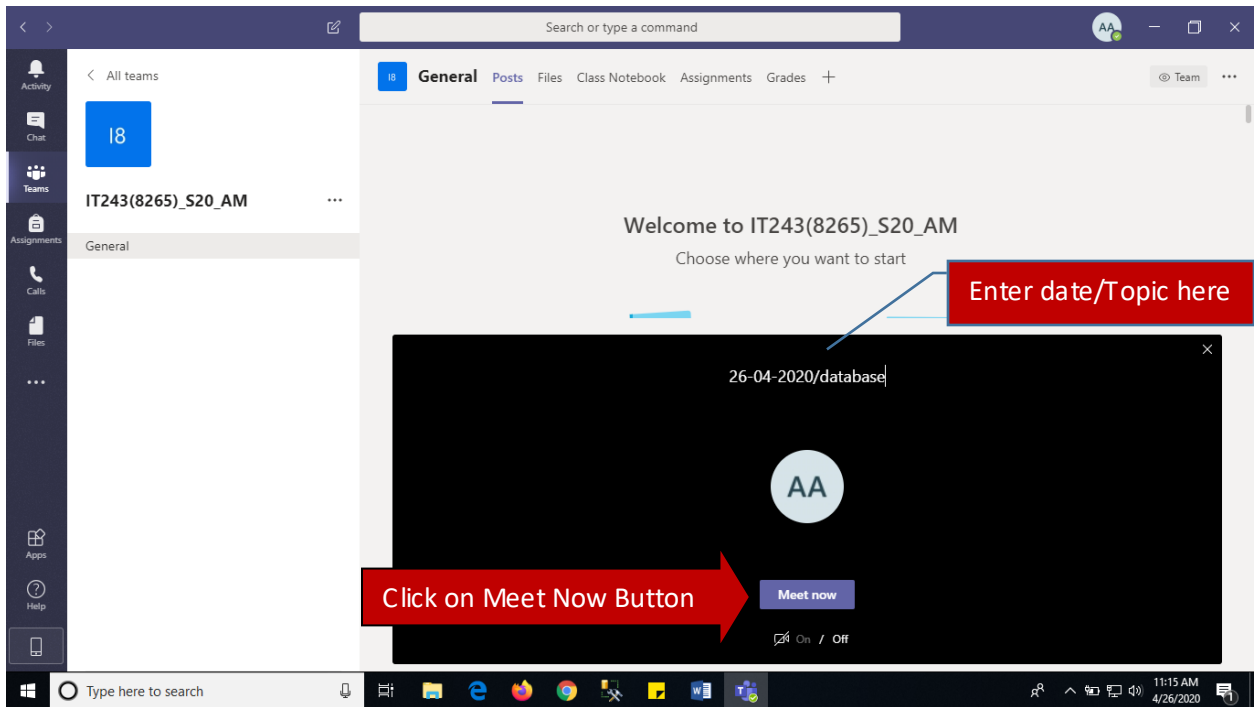 Search or type a command
AA
Activity
Chat
Teams
Assignments
Calls
Files
Apps
Help
All teams
I8
IT243(8265)_S20_AM
General
I8 General Posts Files Class Notebook Assignments Grades
Team
Welcome to IT243(8265)_S20_AM
Choose where you want to start
Enter date/Topic here
26-04-2020/database
AA
Click on Meet Now Button
Meet now
On / Off
Type here to search
11:15 AM
4/26/2020
1